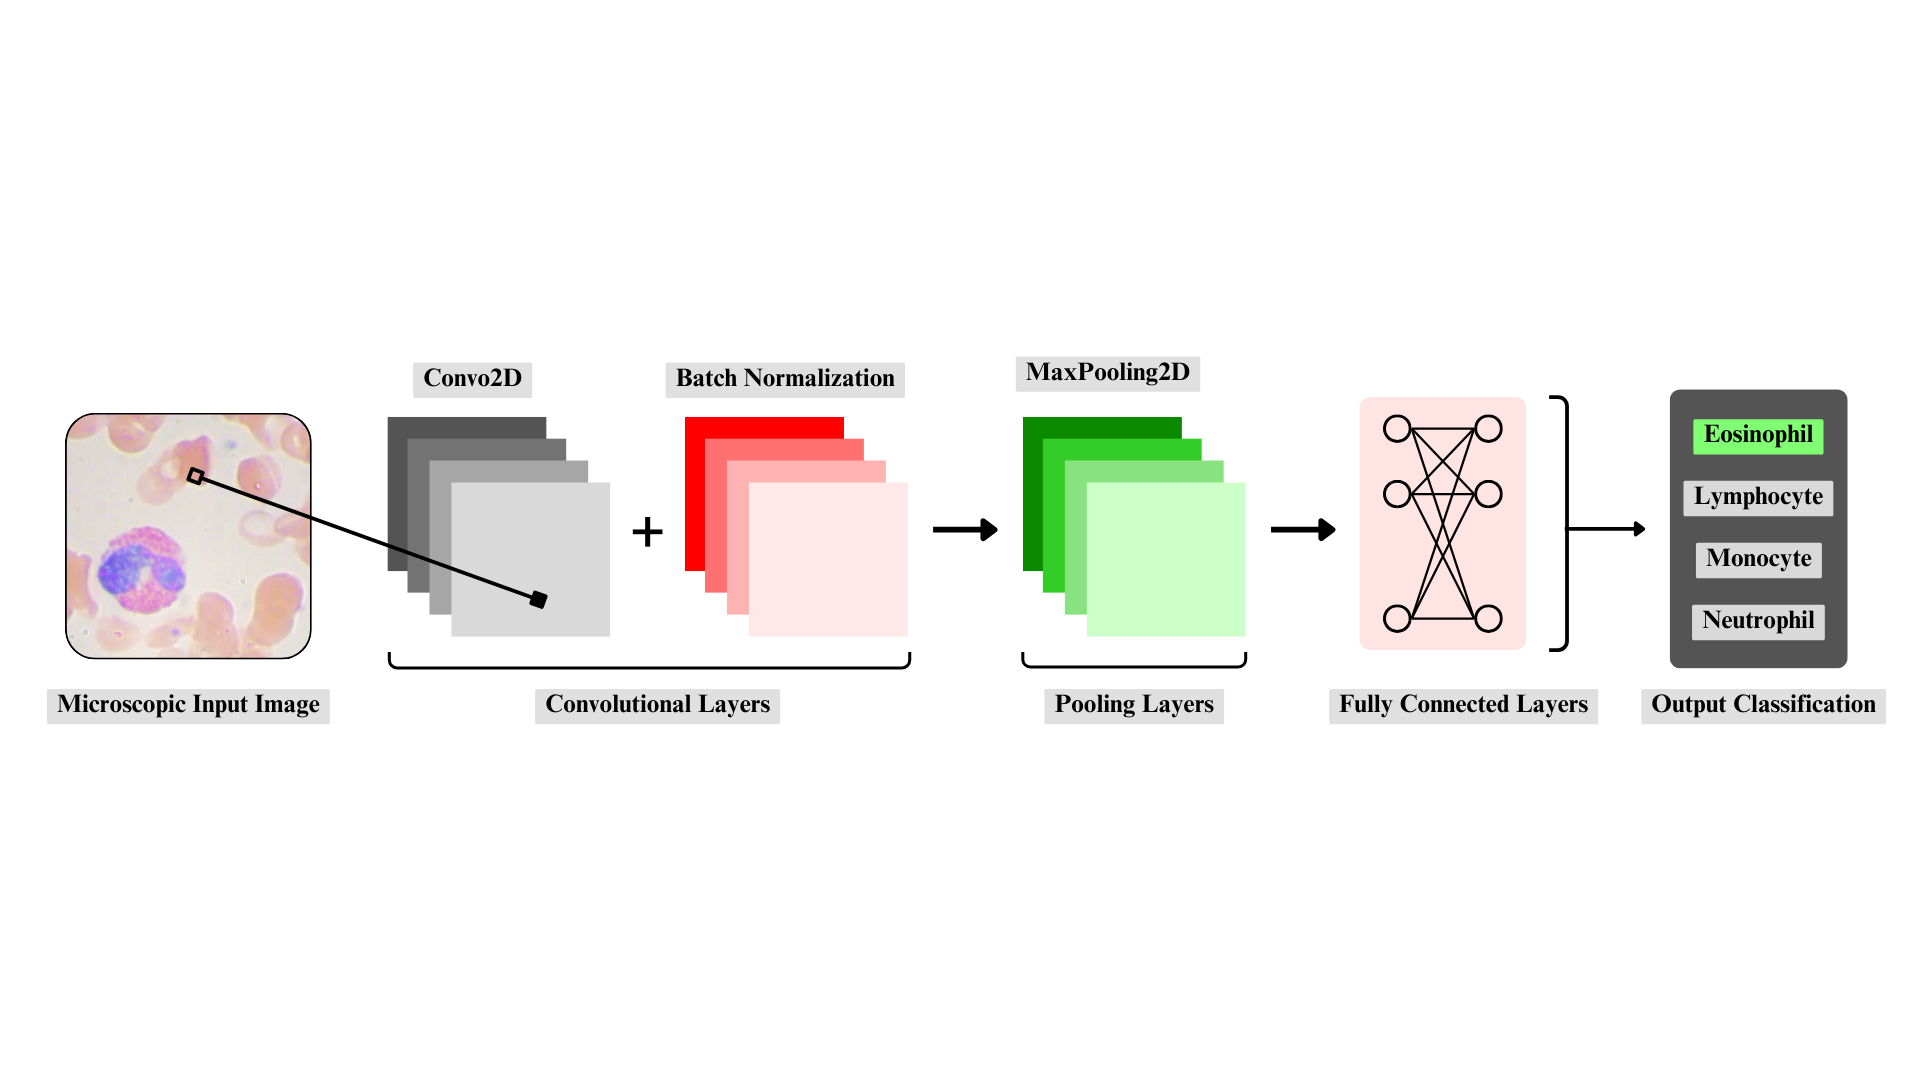 Convo2D
Batch Normalization
MaxPooling2D
Eosinophil
Lymphocyte
Monocyte
Neutrophil
Microscopic Input Image
Convolutional Layers
Pooling Layers
Fully Connected Layers
Output Classification